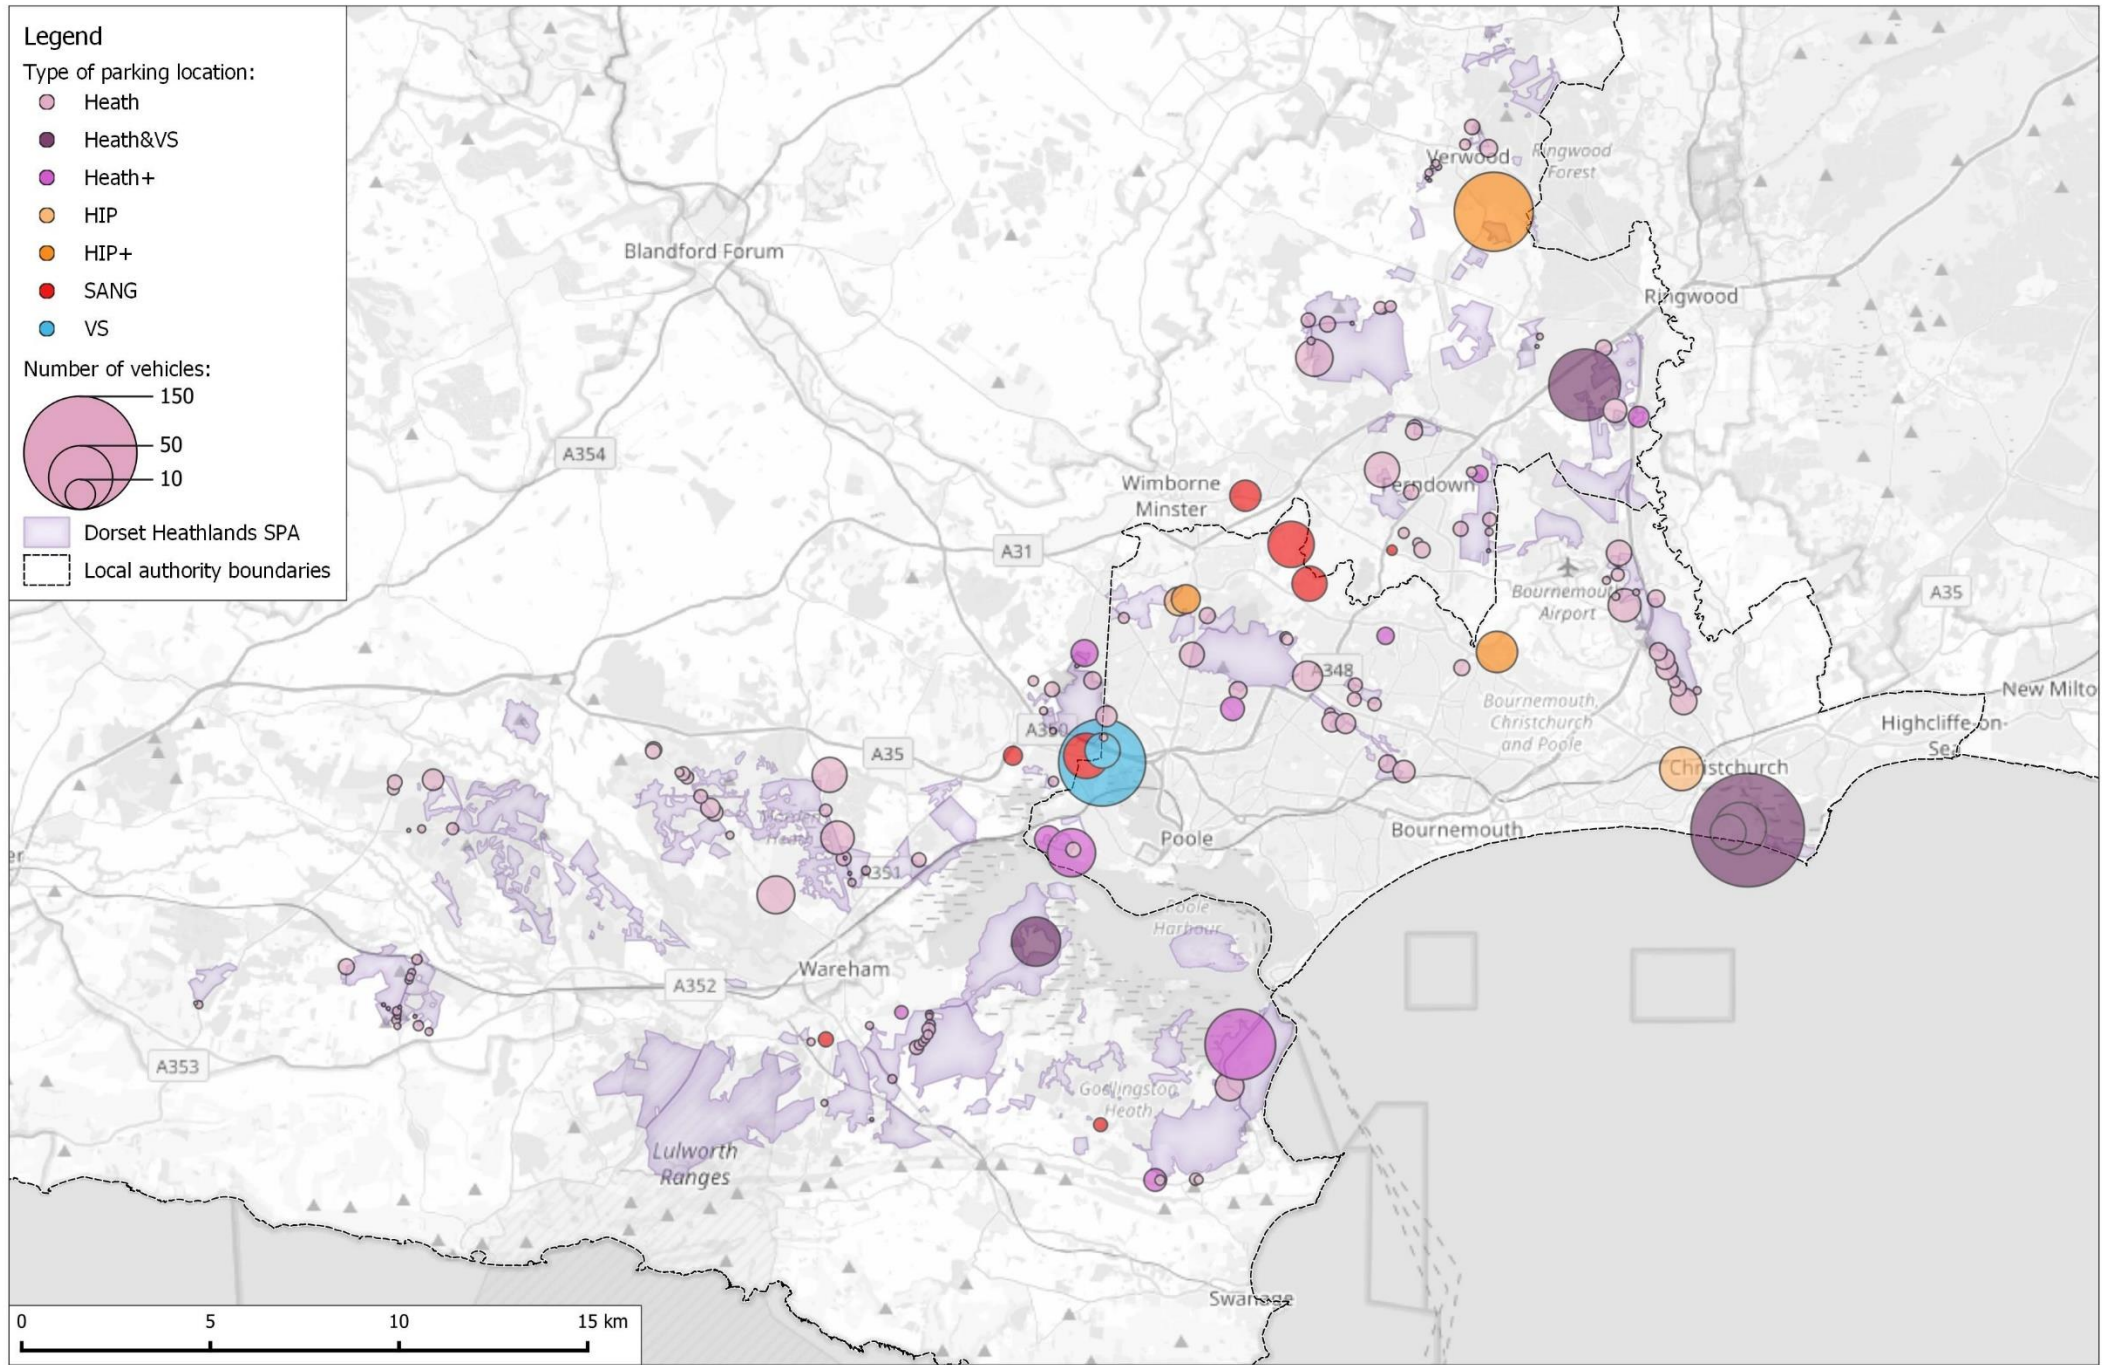 Legend
Type of parking location:
Heath
Heath&VS
Heath+
HIP
HIP+
SANG
VS
Number of vehicles:
150
50
10
Dorset Heathlands SPA
Local authority boundaries
Verwood
Ringwood
Forest
Blandford Forum
Ringwood
A354
Wimborne
Minster
Ferndown
A31
Bournemouth
Airport
A35
A348
New Milto
Bournemouth,
Christchurch
and Poole
Highcliffe-on-
Sea
A350
A35
Christchurch
Morden
Heath
Poole
Bournemouth
er
A351
Poole
Harbour
Wareham
A352
A353
Godlingston
Heath
Lulworth
Ranges
Swanage
0 5 10 15 km